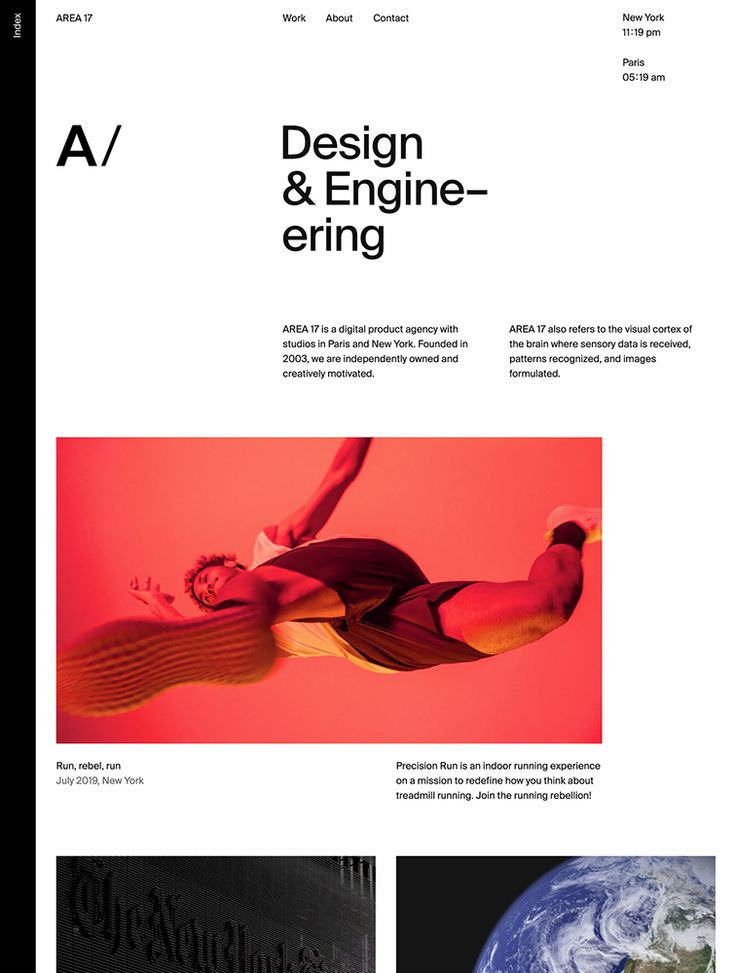 Index
AREA 17
Work About Contact
New York
11:19 pm
Paris
05:19 am
A/
Design
& Engine–
ering
AREA 17 is a digital product agency with
studios in Paris and New York. Founded in
2003, we are independently owned and
creatively motivated.
AREA 17 also refers to the visual cortex of
the brain where sensory data is received,
patterns recognized, and images
formulated.
Run, rebel, run
July 2019, New York
Precision Run is an indoor running experience
on a mission to redefine how you think about
treadmill running. Join the running rebellion!
The New York